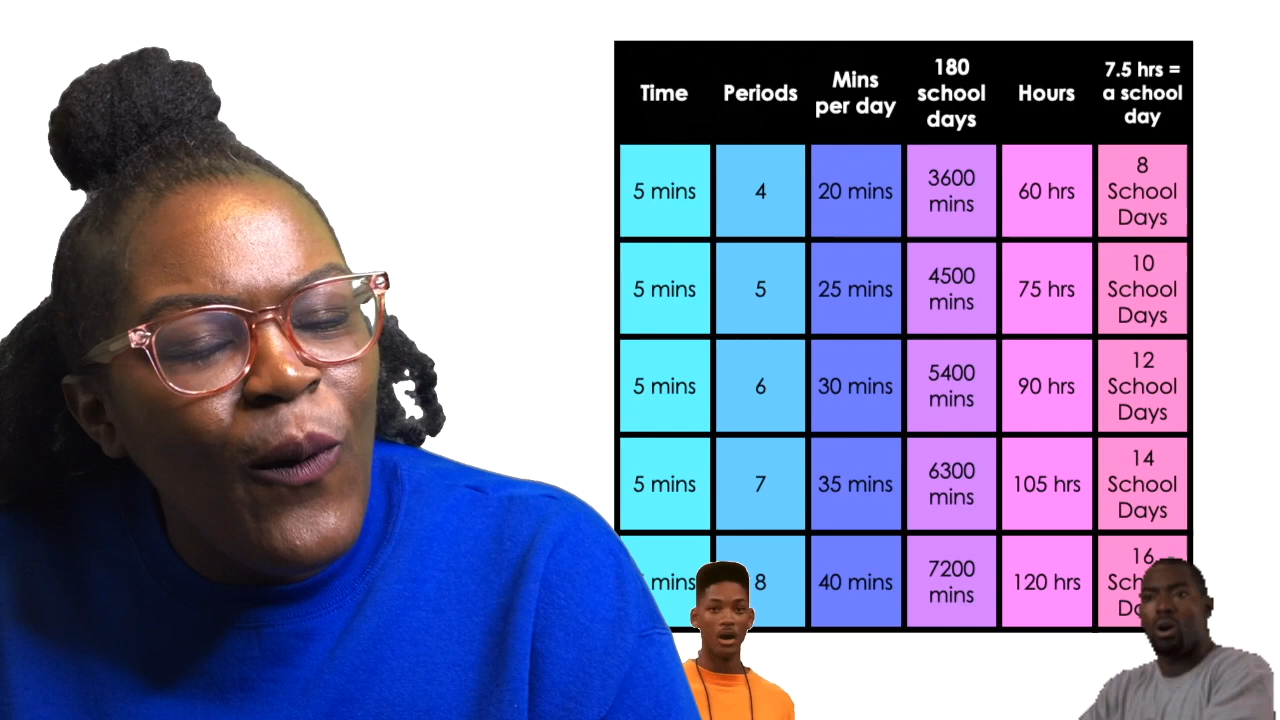 Time
Periods
Mins
per day
180
school
days
Hours
7.5 hrs =
a school
day
5 mins
4
20 mins
3600
mins
60 hrs
8
School
Days
5 mins
5
25 mins
4500
mins
75 hrs
10
School
Days
5 mins
6
30 mins
5400
mins
90 hrs
12
School
Days
5 mins
7
35 mins
6300
mins
105 hrs
14
School
Days
mins
8
40 mins
7200
mins
120 hrs
16